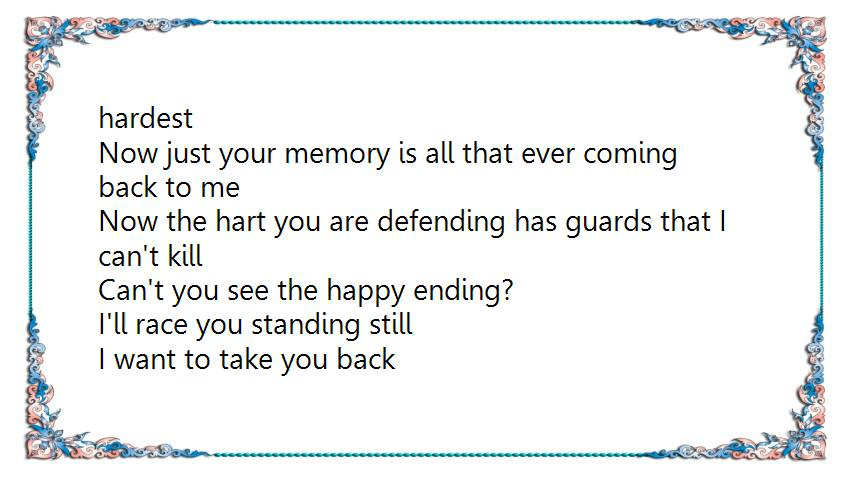 hardest
Now just your memory is all that ever coming
back to me
Now the hart you are defending has guards that I
can't kill
Can't you see the happy ending?
I'll race you standing still
I want to take you back